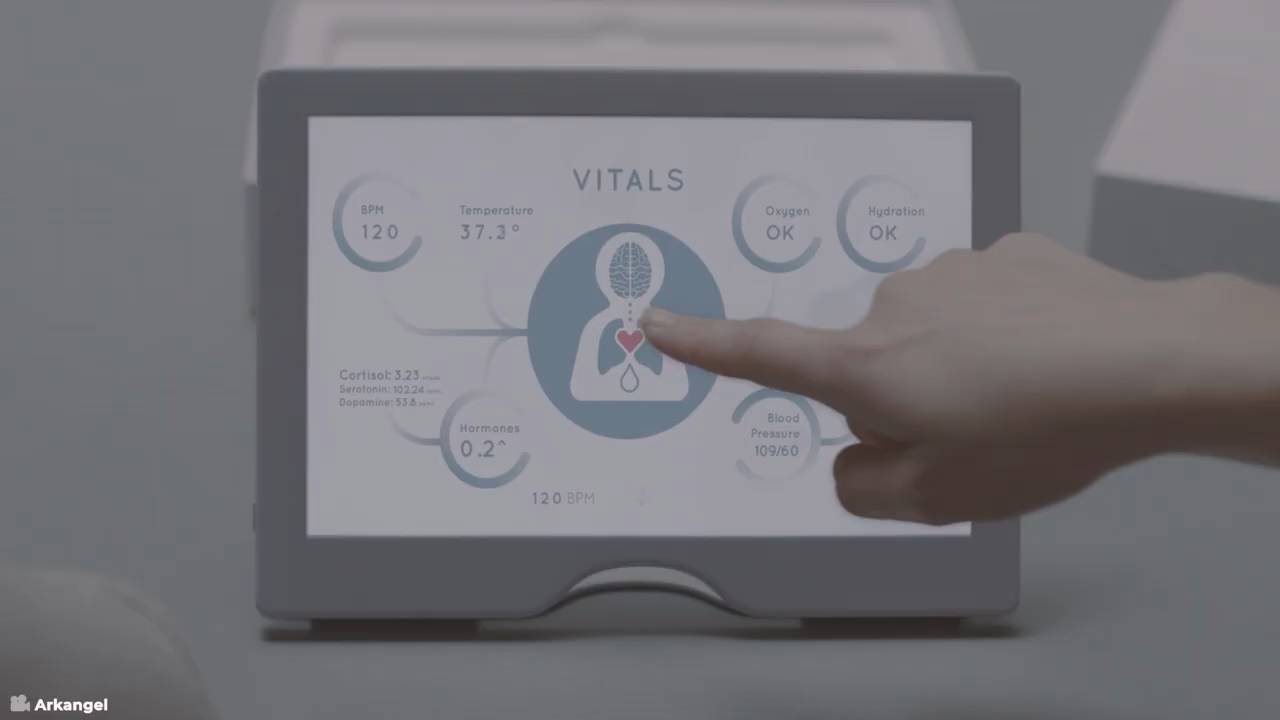 VITALS
BPM
120
Temperature
37.3°
Oxygen
OK
Hydration
OK
Cortisol: 3.23
Serotonin: 102.24
Dopamine: 53.8
Hormones
0.2^
Blood
Pressure
109/60
120 BPM
Arkangel